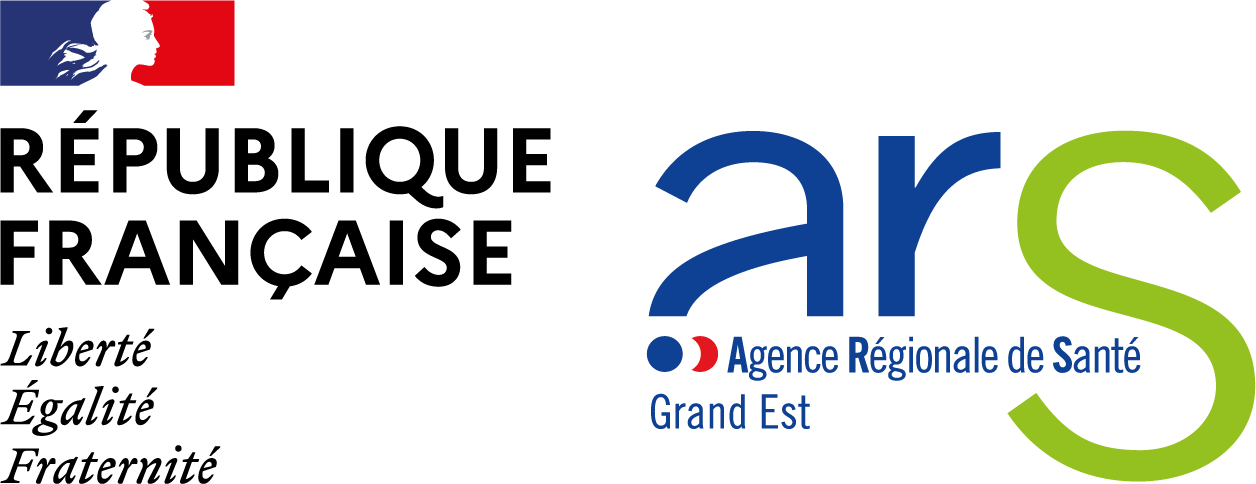 RÉPUBLIQUE
FRANÇAISE
Liberté
Égalité
Fraternité
ars
Agence Régionale de Santé
Grand Est